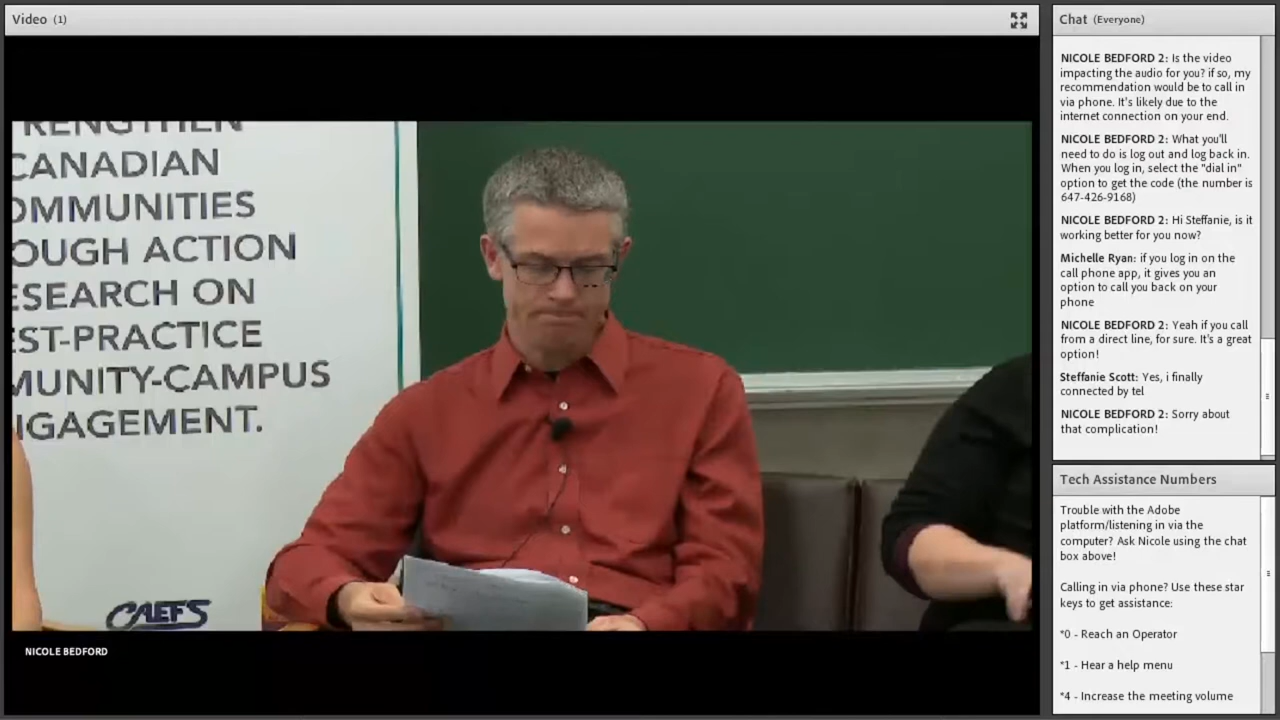 Video (1)
RENGTHEN
CANADIAN
OMMUNITIES
OUGH ACTION
ESEARCH ON
EST-PRACTICE
MUNITY-CAMPUS
NGAGEMENT.
CAEFS
NICOLE BEDFORD
Chat (Everyone)
NICOLE BEDFORD 2: Is the video
impacting the audio for you? if so, my
recommendation would be to call in
via phone. It's likely due to the
internet connection on your end.
NICOLE BEDFORD 2: What you'll
need to do is log out and log back in.
When you log in, select the "dial in"
option to get the code (the number is
647-426-9168)
NICOLE BEDFORD 2: Hi Steffanie, is it
working better for you now?
Michelle Ryan: if you log in on the
call phone app, it gives you an
option to call you back on your
phone
NICOLE BEDFORD 2: Yeah if you call
from a direct line, for sure. It's a great
option!
Steffanie Scott: Yes, i finally
connected by tel
NICOLE BEDFORD 2: Sorry about
that complication!
Tech Assistance Numbers
Trouble with the Adobe
platform/listening in via the
computer? Ask Nicole using the chat
box above!
Calling in via phone? Use these star
keys to get assistance:
*0 - Reach an Operator
*1 - Hear a help menu
*4 - Increase the meeting volume